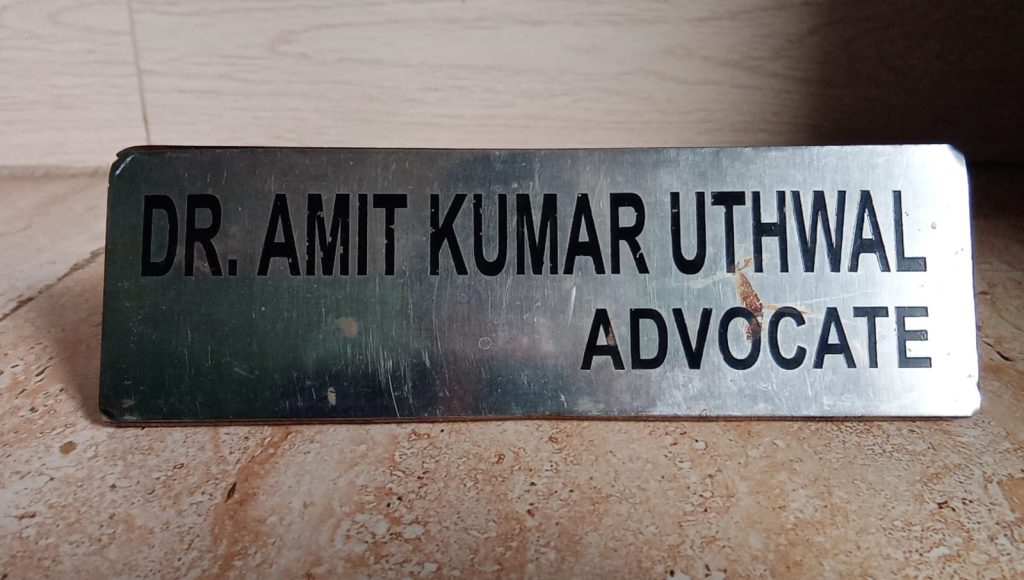 DR. AMIT KUMAR UTHWAL
ADVOCATE